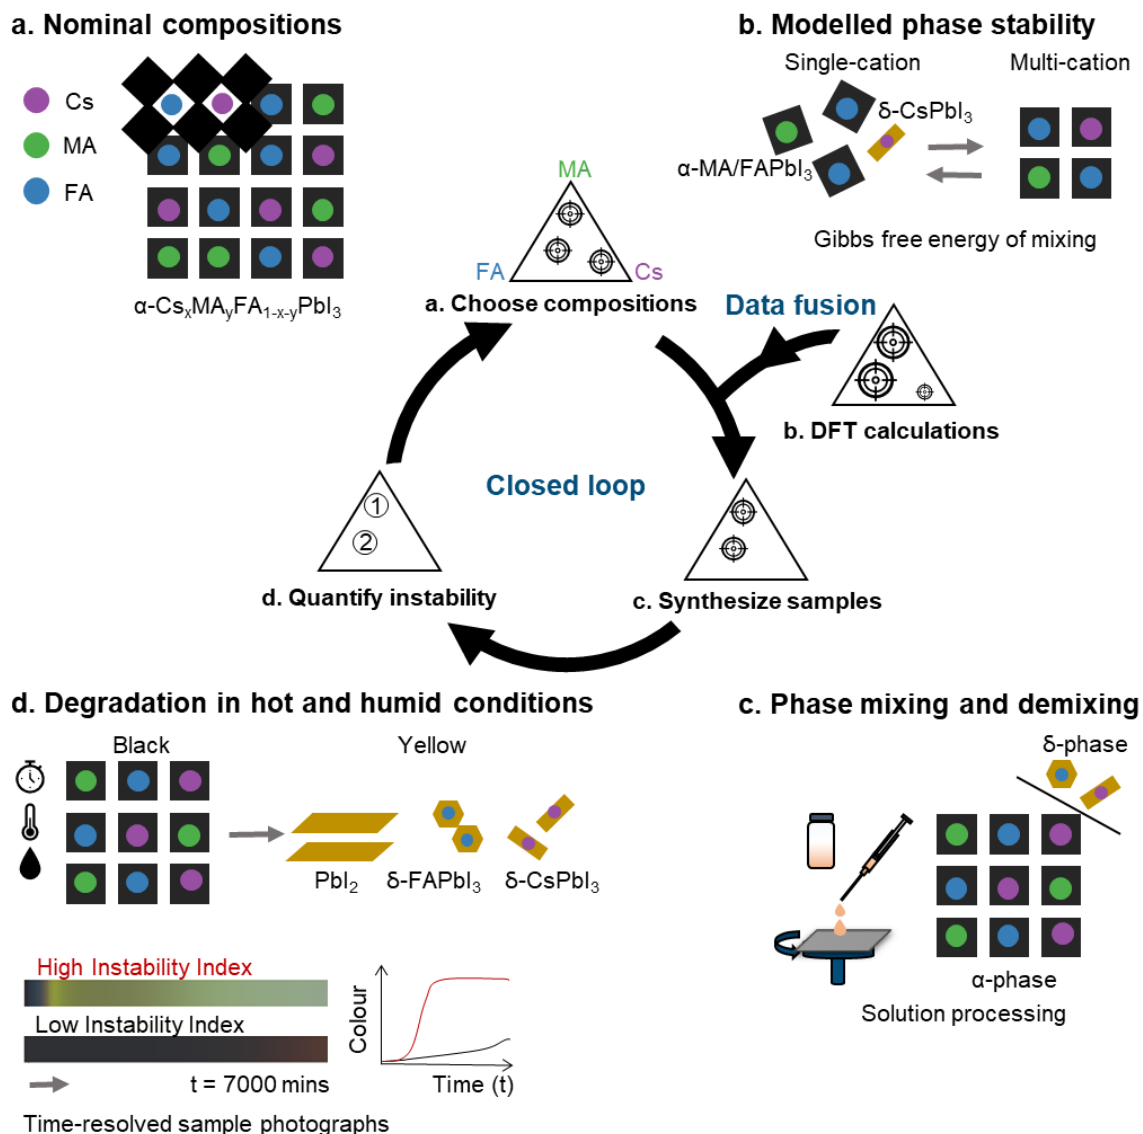 a. Nominal compositions
Cs
MA
FA
α-CsₓMAᵧFA₁₋ₓ₋ᵧPbI₃
b. Modelled phase stability
Single-cation
Multi-cation
δ-CsPbI₃
α-MA/FAPbI₃
Gibbs free energy of mixing
MA
FA
Cs
a. Choose compositions
Data fusion
b. DFT calculations
Closed loop
1
2
d. Quantify instability
c. Synthesize samples
d. Degradation in hot and humid conditions
Black
Yellow
PbI₂
δ-FAPbI₃
δ-CsPbI₃
High Instability Index
Low Instability Index
t = 7000 mins
Time-resolved sample photographs
Colour
Time (t)
c. Phase mixing and demixing
δ-phase
α-phase
Solution processing